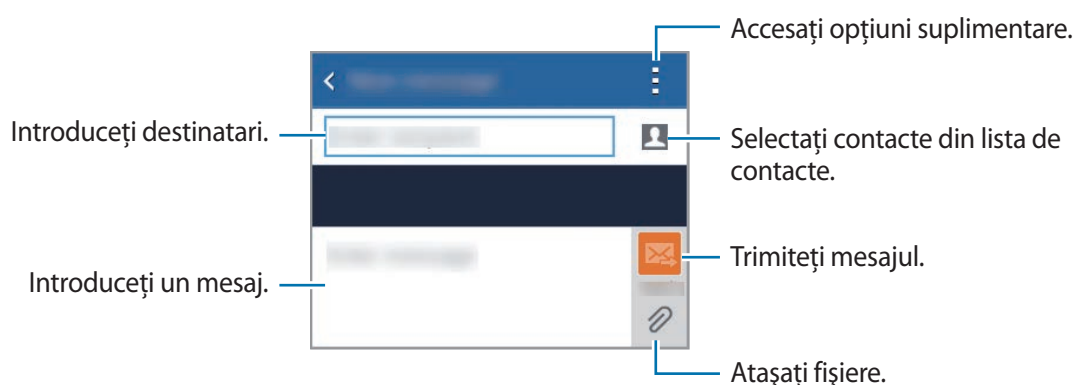 Accesați opțiuni suplimentare.
Introduceți destinatari.
Selectați contacte din lista de
contacte.
Introduceți un mesaj.
Trimiteți mesajul.
Atașați fișiere.